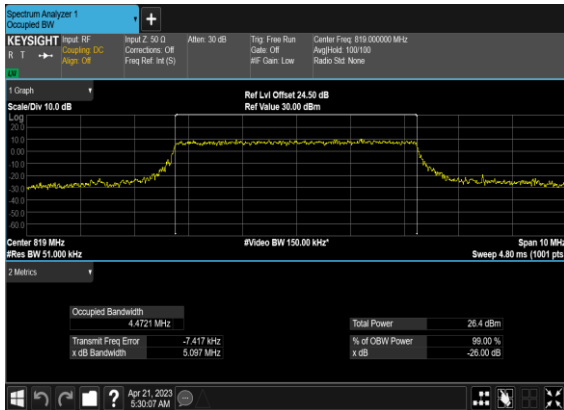 Spectrum Analyzer 1
Occupied BW
+
KEYSIGHT Input: RF Input Z: 50 Ω Atten: 30 dB Trig: Free Run Center Freq: 819.000000 MHz
R T Coupling: DC Corrections: Off Gate: Off Avg|Hold: 100/100
Align: Off Freq Ref: Int (S) #IF Gain: Low Radio Std: None
1 Graph
Ref Lvl Offset 24.50 dB
Scale/Div 10.0 dB Ref Value 30.00 dBm
Log
20.0
10.0
0.00
-10.0
-20.0
-30.0
-40.0
-50.0
-60.0
Center 819 MHz #Video BW 150.00 kHz* Span 10 MHz
#Res BW 51.000 kHz Sweep 4.80 ms (1001 pts
2 Metrics
Occupied Bandwidth
4.4721 MHz Total Power 26.4 dBm
Transmit Freq Error -7.417 kHz % of OBW Power 99.00 %
x dB Bandwidth 5.097 MHz x dB -26.00 dB
? Apr 21, 2023
5:30:07 AM